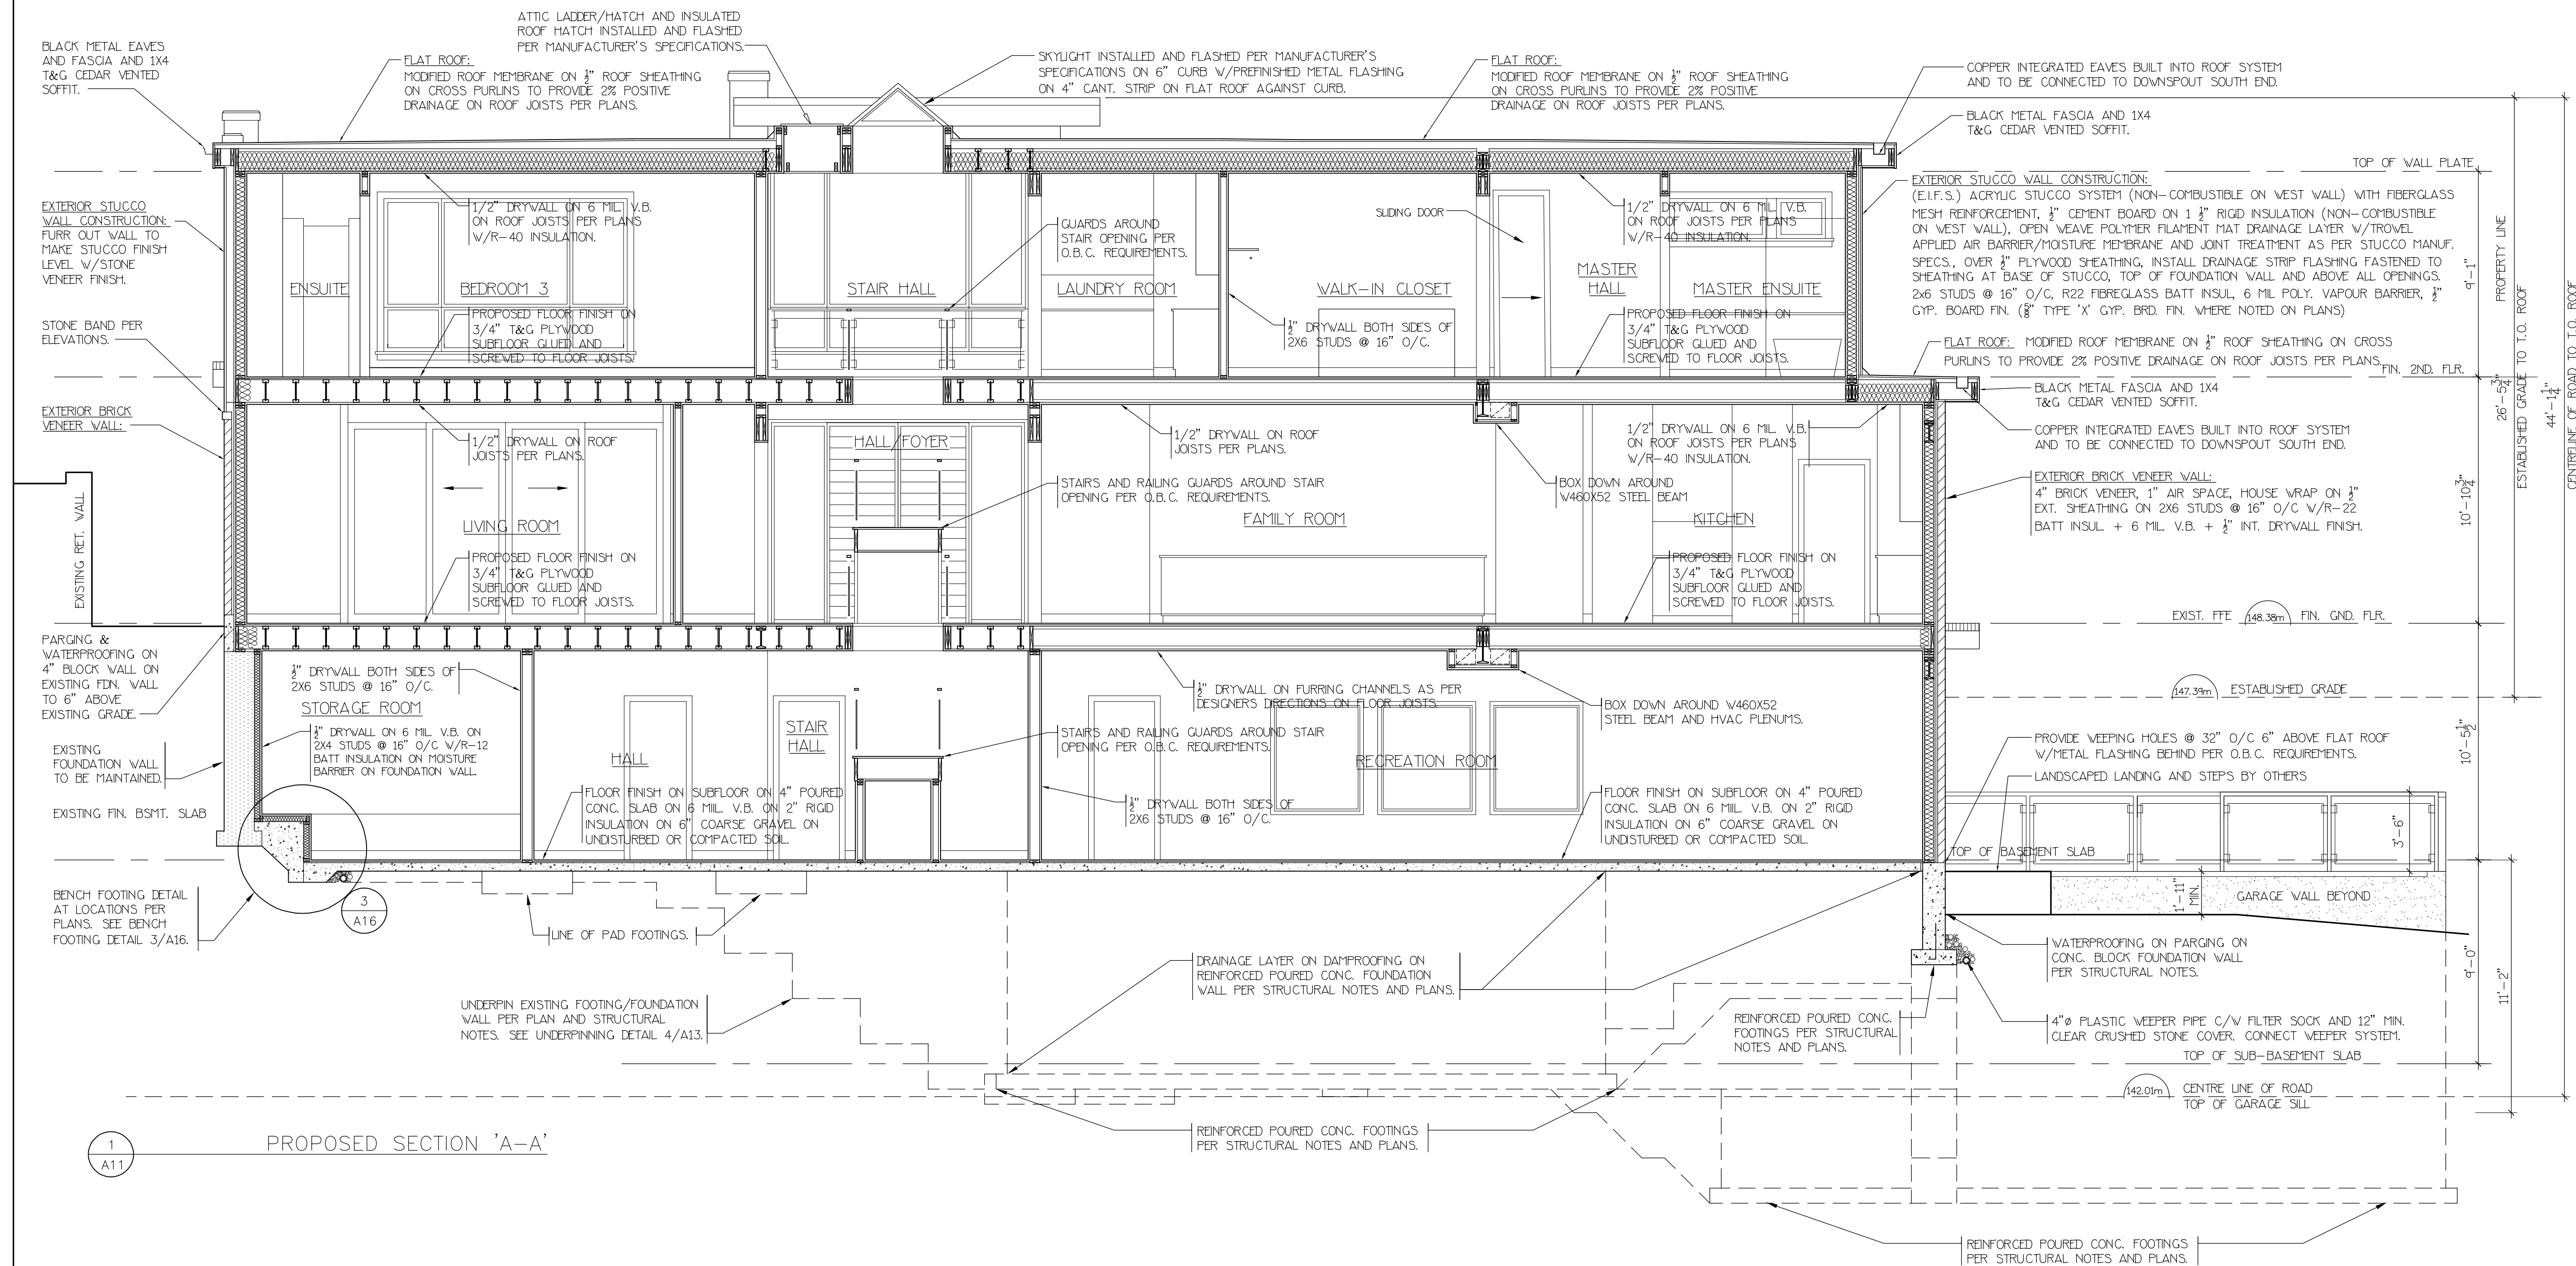 ATTIC LADDER/HATCH AND INSULATED
ROOF HATCH INSTALLED AND FLASHED
PER MANUFACTURER'S SPECIFICATIONS.
BLACK METAL EAVES
AND FASCIA AND 1X4
T&G CEDAR VENTED
SOFFIT.
FLAT ROOF:
MODIFIED ROOF MEMBRANE ON ½" ROOF SHEATHING
ON CROSS PURLINS TO PROVIDE 2% POSITIVE
DRAINAGE ON ROOF JOISTS PER PLANS.
SKYLIGHT INSTALLED AND FLASHED PER MANUFACTURER'S
SPECIFICATIONS ON 6" CURB W/PREFINISHED METAL FLASHING
ON 4" CANT. STRIP ON FLAT ROOF AGAINST CURB.
FLAT ROOF:
MODIFIED ROOF MEMBRANE ON ½" ROOF SHEATHING
ON CROSS PURLINS TO PROVIDE 2% POSITIVE
DRAINAGE ON ROOF JOISTS PER PLANS.
COPPER INTEGRATED EAVES BUILT INTO ROOF SYSTEM
AND TO BE CONNECTED TO DOWNSPOUT SOUTH END.
BLACK METAL FASCIA AND 1X4
T&G CEDAR VENTED SOFFIT.
TOP OF WALL PLATE
EXTERIOR STUCCO
WALL CONSTRUCTION:
FURR OUT WALL TO
MAKE STUCCO FINISH
LEVEL W/STONE
VENEER FINISH.
STONE BAND PER
ELEVATIONS.
EXTERIOR BRICK
VENEER WALL:
EXISTING RET. WALL
PARGING &
WATERPROOFING ON
4" BLOCK WALL ON
EXISTING FDN. WALL
TO 6" ABOVE
EXISTING GRADE.
EXISTING
FOUNDATION WALL
TO BE MAINTAINED.
EXISTING FIN. BSMT. SLAB
BENCH FOOTING DETAIL
AT LOCATIONS PER
PLANS. SEE BENCH
FOOTING DETAIL 3/A16.
1/2" DRYWALL ON 6 MIL. V.B.
ON ROOF JOISTS PER PLANS
W/R-40 INSULATION.
ENSUITE
BEDROOM 3
PROPOSED FLOOR FINISH ON
3/4" T&G PLYWOOD
SUBFLOOR GLUED AND
SCREWED TO FLOOR JOISTS.
GUARDS AROUND
STAIR OPENING PER
O.B.C. REQUIREMENTS.
STAIR HALL
LAUNDRY ROOM
½" DRYWALL BOTH SIDES OF
2X6 STUDS @ 16" O/C.
SLIDING DOOR
WALK-IN CLOSET
MASTER
HALL
1/2" DRYWALL ON 6 MIL. V.B.
ON ROOF JOISTS PER PLANS
W/R-40 INSULATION.
MASTER ENSUITE
PROPOSED FLOOR FINISH ON
3/4" T&G PLYWOOD
SUBFLOOR GLUED AND
SCREWED TO FLOOR JOISTS.
EXTERIOR STUCCO WALL CONSTRUCTION:
(E.I.F.S.) ACRYLIC STUCCO SYSTEM (NON-COMBUSTIBLE ON WEST WALL) WITH FIBERGLASS
MESH REINFORCEMENT, ½" CEMENT BOARD ON 1 ½" RIGID INSULATION (NON-COMBUSTIBLE
ON WEST WALL), OPEN WEAVE POLYMER FILAMENT MAT DRAINAGE LAYER W/TROWEL
APPLIED AIR BARRIER/MOISTURE MEMBRANE AND JOINT TREATMENT AS PER STUCCO MANUF.
SPECS., OVER ½" PLYWOOD SHEATHING, INSTALL DRAINAGE STRIP FLASHING FASTENED TO
SHEATHING AT BASE OF STUCCO, TOP OF FOUNDATION WALL AND ABOVE ALL OPENINGS.
2x6 STUDS @ 16" O/C, R22 FIBREGLASS BATT INSUL, 6 MIL POLY. VAPOUR BARRIER, ½"
GYP. BOARD FIN. (⅝" TYPE 'X' GYP. BRD. FIN. WHERE NOTED ON PLANS)
FLAT ROOF: MODIFIED ROOF MEMBRANE ON ½" ROOF SHEATHING ON CROSS
PURLINS TO PROVIDE 2% POSITIVE DRAINAGE ON ROOF JOISTS PER PLANS.
FIN. 2ND. FLR.
BLACK METAL FASCIA AND 1X4
T&G CEDAR VENTED SOFFIT.
COPPER INTEGRATED EAVES BUILT INTO ROOF SYSTEM
AND TO BE CONNECTED TO DOWNSPOUT SOUTH END.
EXTERIOR BRICK VENEER WALL:
4" BRICK VENEER, 1" AIR SPACE, HOUSE WRAP ON ½"
EXT. SHEATHING ON 2X6 STUDS @ 16" O/C W/R-22
BATT INSUL. + 6 MIL. V.B. + ½" INT. DRYWALL FINISH.
9'-1"
PROPERTY LINE
26'-5¾"
ESTABLISHED GRADE TO T.O. ROOF
44'-1¼"
CENTRELINE OF ROAD TO T.O. ROOF
10'-10¾"
10'-5½"
1/2" DRYWALL ON ROOF
JOISTS PER PLANS.
LIVING ROOM
PROPOSED FLOOR FINISH ON
3/4" T&G PLYWOOD
SUBFLOOR GLUED AND
SCREWED TO FLOOR JOISTS.
HALL/FOYER
STAIRS AND RAILING GUARDS AROUND STAIR
OPENING PER O.B.C. REQUIREMENTS.
1/2" DRYWALL ON ROOF
JOISTS PER PLANS.
FAMILY ROOM
BOX DOWN AROUND
W460X52 STEEL BEAM
1/2" DRYWALL ON 6 MIL. V.B.
ON ROOF JOISTS PER PLANS
W/R-40 INSULATION.
KITCHEN
PROPOSED FLOOR FINISH ON
3/4" T&G PLYWOOD
SUBFLOOR GLUED AND
SCREWED TO FLOOR JOISTS.
EXIST. FFE 148.38m FIN. GND. FLR.
147.39m ESTABLISHED GRADE
½" DRYWALL BOTH SIDES OF
2X6 STUDS @ 16" O/C.
STORAGE ROOM
½" DRYWALL ON 6 MIL. V.B. ON
2X4 STUDS @ 16" O/C W/R-12
BATT INSULATION ON MOISTURE
BARRIER ON FOUNDATION WALL.
HALL
STAIR
HALL
FLOOR FINISH ON SUBFLOOR ON 4" POURED
CONC. SLAB ON 6 MIL. V.B. ON 2" RIGID
INSULATION ON 6" COARSE GRAVEL ON
UNDISTURBED OR COMPACTED SOIL.
½" DRYWALL ON FURRING CHANNELS AS PER
DESIGNERS DIRECTIONS ON FLOOR JOISTS.
STAIRS AND RAILING GUARDS AROUND STAIR
OPENING PER O.B.C. REQUIREMENTS.
½" DRYWALL BOTH SIDES OF
2X6 STUDS @ 16" O/C.
RECREATION ROOM
BOX DOWN AROUND W460X52
STEEL BEAM AND HVAC PLENUMS.
FLOOR FINISH ON SUBFLOOR ON 4" POURED
CONC. SLAB ON 6 MIL. V.B. ON 2" RIGID
INSULATION ON 6" COARSE GRAVEL ON
UNDISTURBED OR COMPACTED SOIL.
PROVIDE WEEPING HOLES @ 32" O/C 6" ABOVE FLAT ROOF
W/METAL FLASHING BEHIND PER O.B.C. REQUIREMENTS.
LANDSCAPED LANDING AND STEPS BY OTHERS
TOP OF BASEMENT SLAB
3'-6"
1'-11"
MIN.
GARAGE WALL BEYOND
9'-0"
11'-2"
3
A16
LINE OF PAD FOOTINGS.
UNDERPIN EXISTING FOOTING/FOUNDATION
WALL PER PLAN AND STRUCTURAL
NOTES. SEE UNDERPINNING DETAIL 4/A13.
DRAINAGE LAYER ON DAMPROOFING ON
REINFORCED POURED CONC. FOUNDATION
WALL PER STRUCTURAL NOTES AND PLANS.
REINFORCED POURED CONC.
FOOTINGS PER STRUCTURAL
NOTES AND PLANS.
WATERPROOFING ON PARGING ON
CONC. BLOCK FOUNDATION WALL
PER STRUCTURAL NOTES.
4"ø PLASTIC WEEPER PIPE C/W FILTER SOCK AND 12" MIN.
CLEAR CRUSHED STONE COVER. CONNECT WEEPER SYSTEM.
TOP OF SUB-BASEMENT SLAB
142.01m CENTRE LINE OF ROAD
TOP OF GARAGE SILL
REINFORCED POURED CONC. FOOTINGS
PER STRUCTURAL NOTES AND PLANS.
REINFORCED POURED CONC. FOOTINGS
PER STRUCTURAL NOTES AND PLANS.
1
A11
PROPOSED SECTION 'A-A'